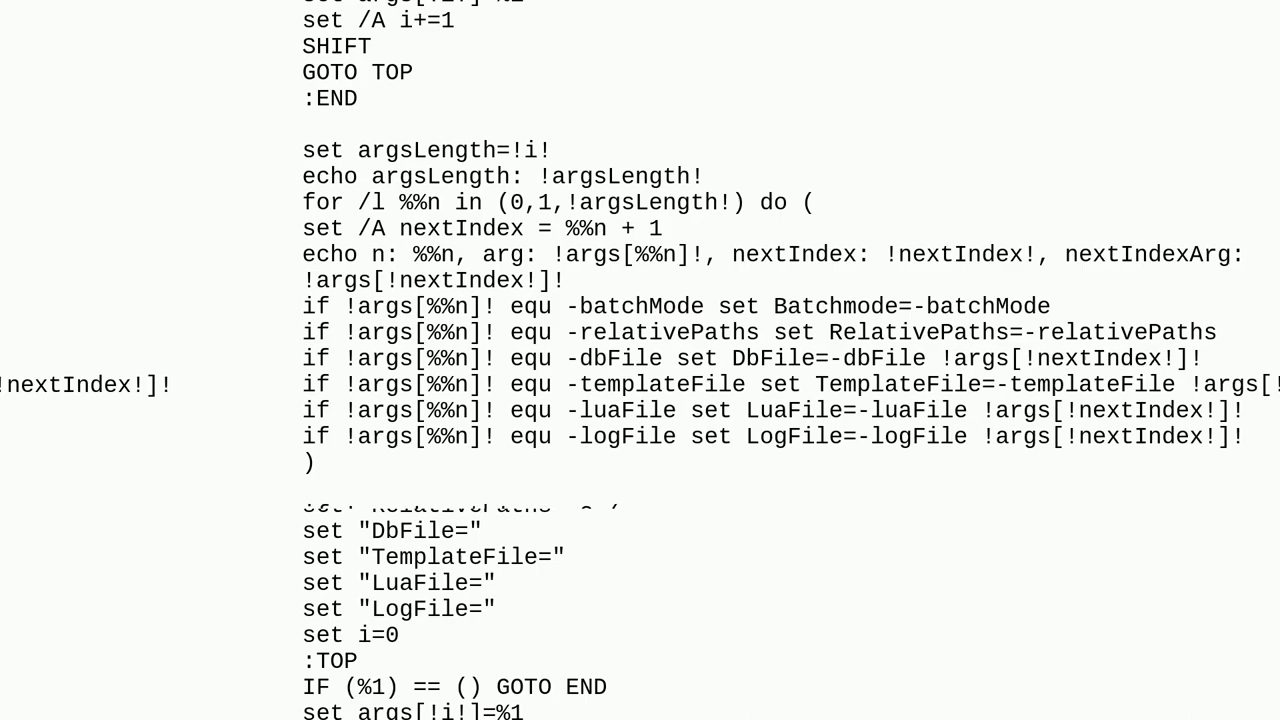 set /A i+=1
SHIFT
GOTO TOP
:END
set argsLength=!i!
echo argsLength: !argsLength!
for /l %%n in (0,1,!argsLength!) do (
set /A nextIndex = %%n + 1
echo n: %%n, arg: !args[%%n]!, nextIndex: !nextIndex!, nextIndexArg:
!args[!nextIndex!]!
if !args[%%n]! equ -batchMode set Batchmode=-batchMode
if !args[%%n]! equ -relativePaths set RelativePaths=-relativePaths
if !args[%%n]! equ -dbFile set DbFile=-dbFile !args[!nextIndex!]!
!nextIndex!]!
if !args[%%n]! equ -templateFile set TemplateFile=-templateFile !args[!
if !args[%%n]! equ -luaFile set LuaFile=-luaFile !args[!nextIndex!]!
if !args[%%n]! equ -logFile set LogFile=-logFile !args[!nextIndex!]!
)
set "DbFile="
set "TemplateFile="
set "LuaFile="
set "LogFile="
set i=0
:TOP
IF (%1) == () GOTO END
set args[!i!]=%1